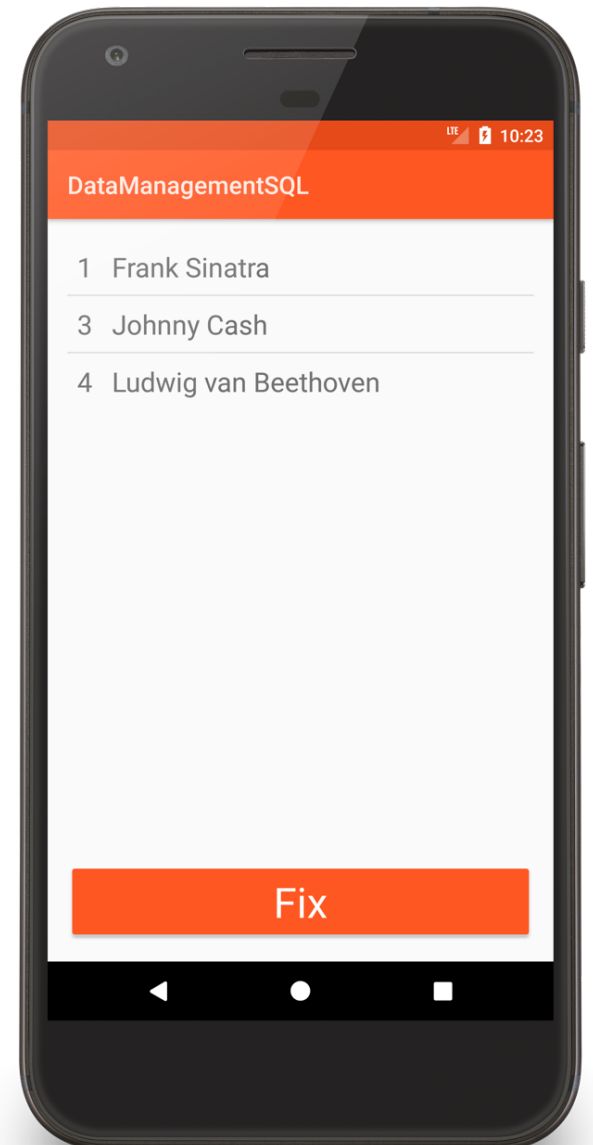 LTE 10:23
DataManagementSQL
1 Frank Sinatra
3 Johnny Cash
4 Ludwig van Beethoven
Fix